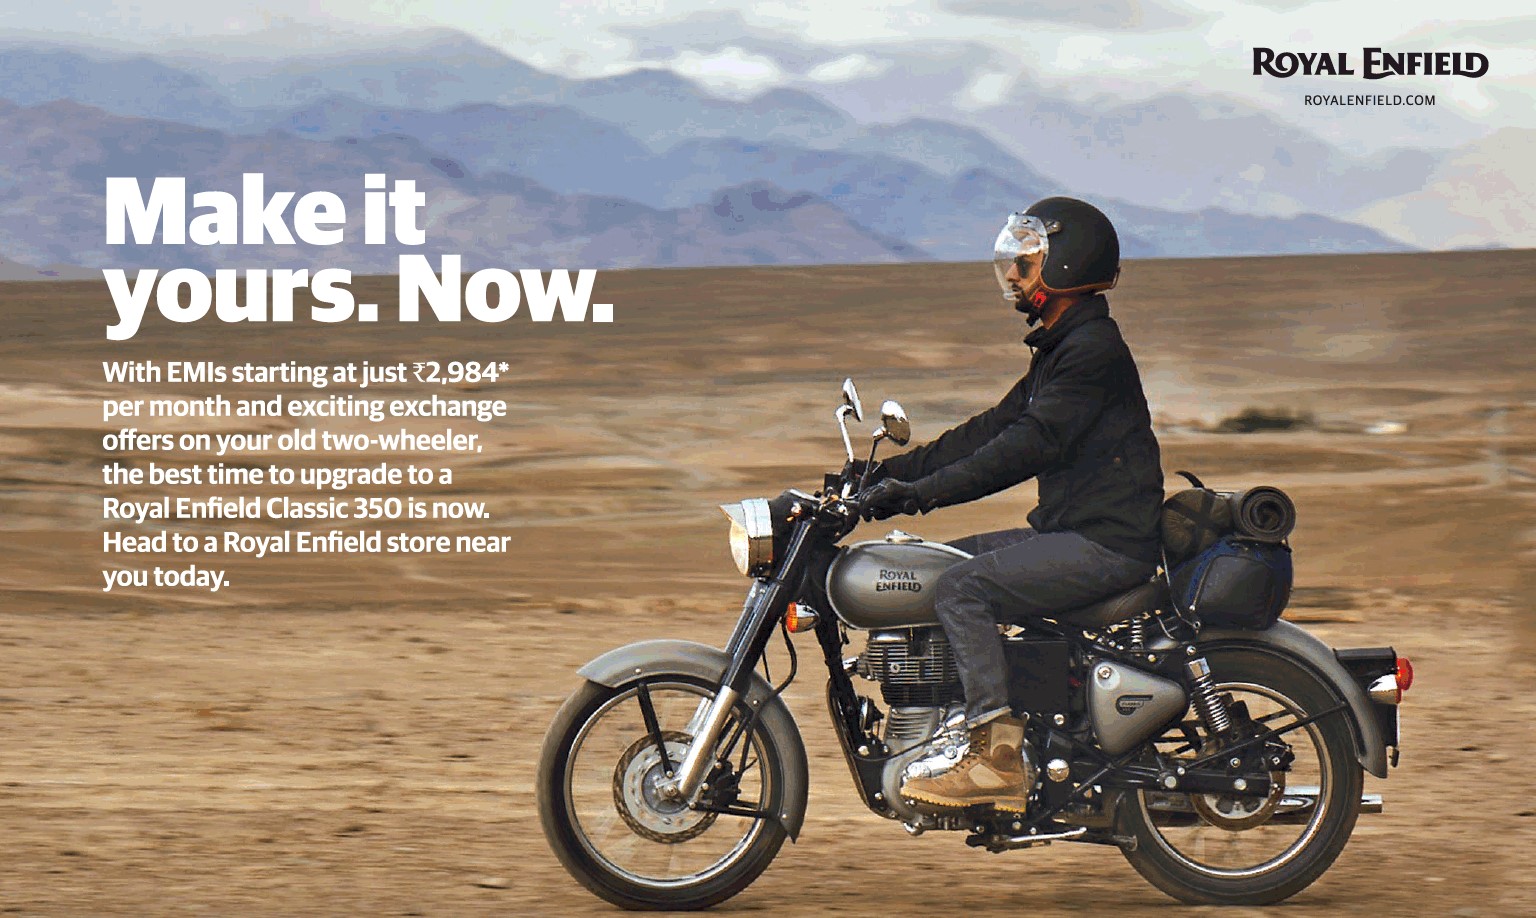 ROYAL ENFIELD
ROYALENFIELD.COM
Make it
yours. Now.
With EMIs starting at just ₹2,984*
per month and exciting exchange
offers on your old two-wheeler,
the best time to upgrade to a
Royal Enfield Classic 350 is now.
Head to a Royal Enfield store near
you today.
ROYAL
ENFIELD